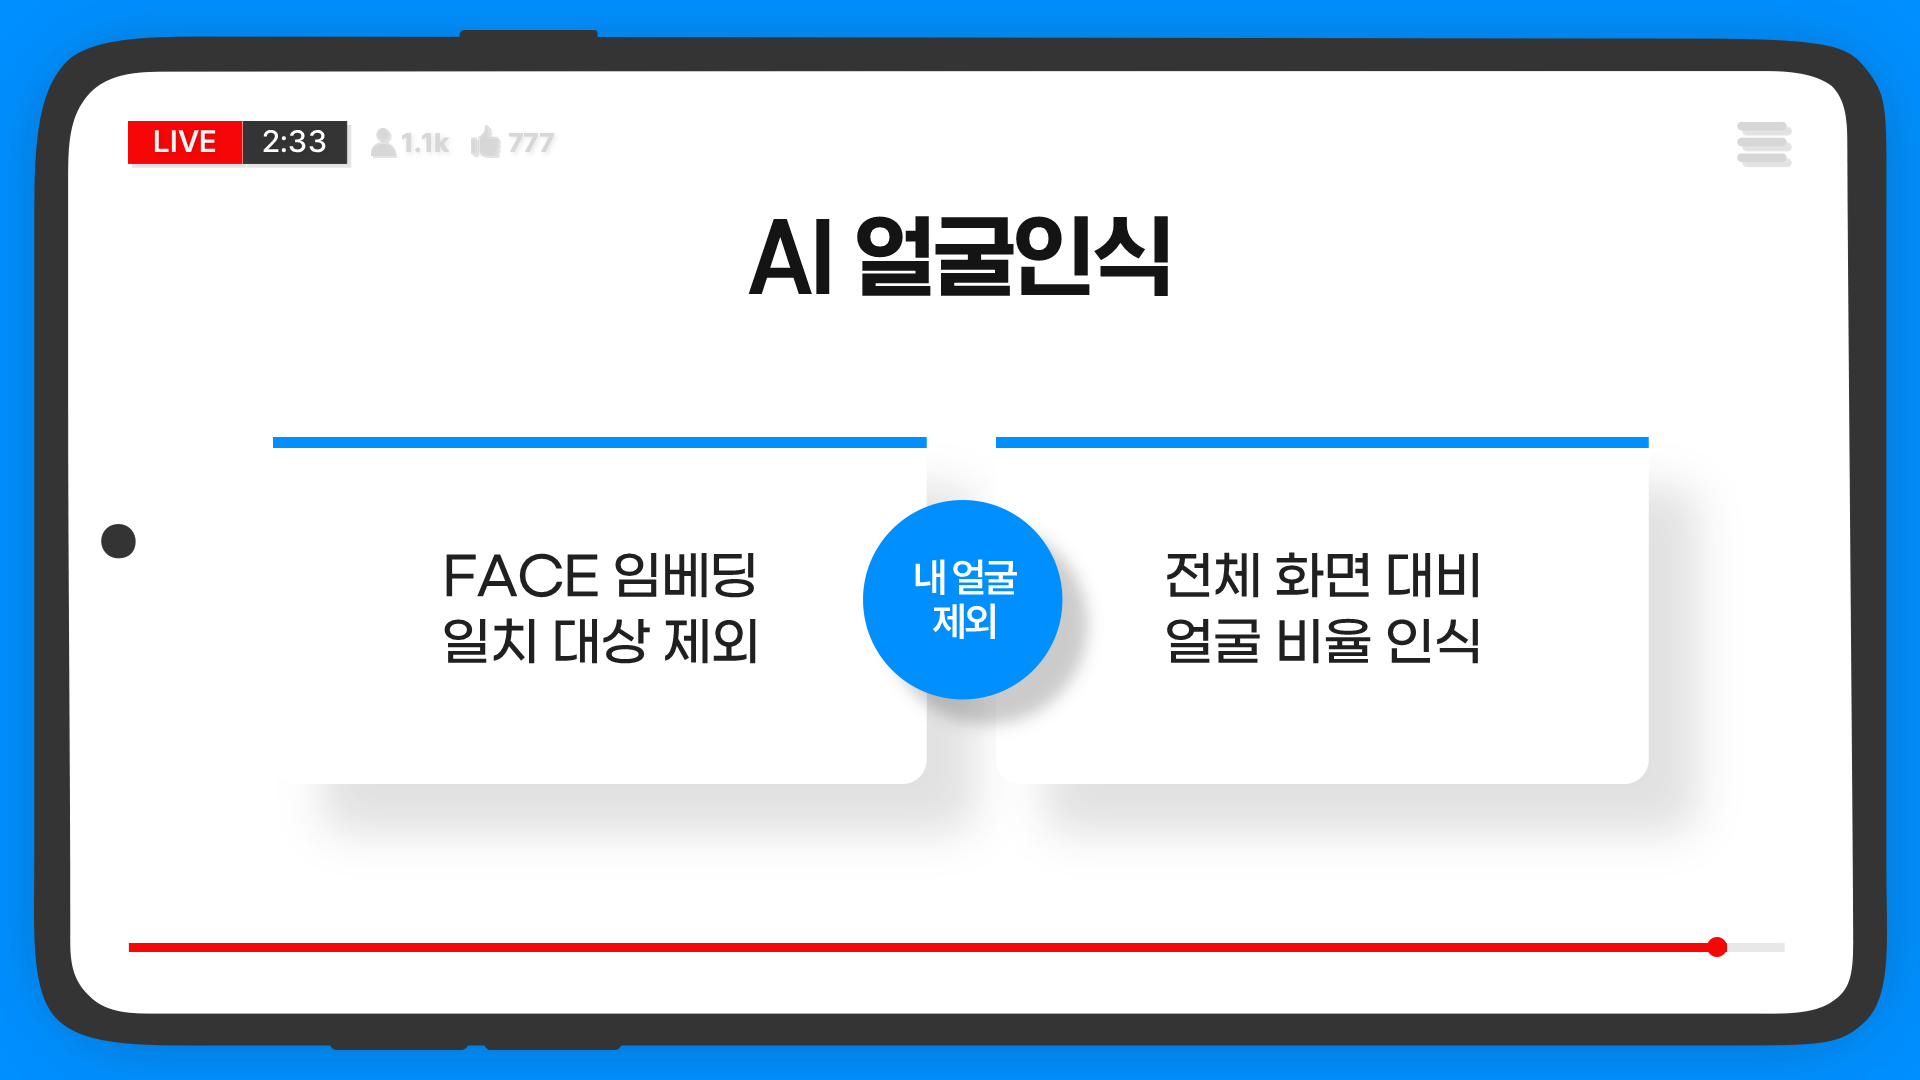 LIVE 2:33 1.1k 777
AI 얼굴인식
FACE 임베딩
일치 대상 제외
내 얼굴
제외
전체 화면 대비
얼굴 비율 인식